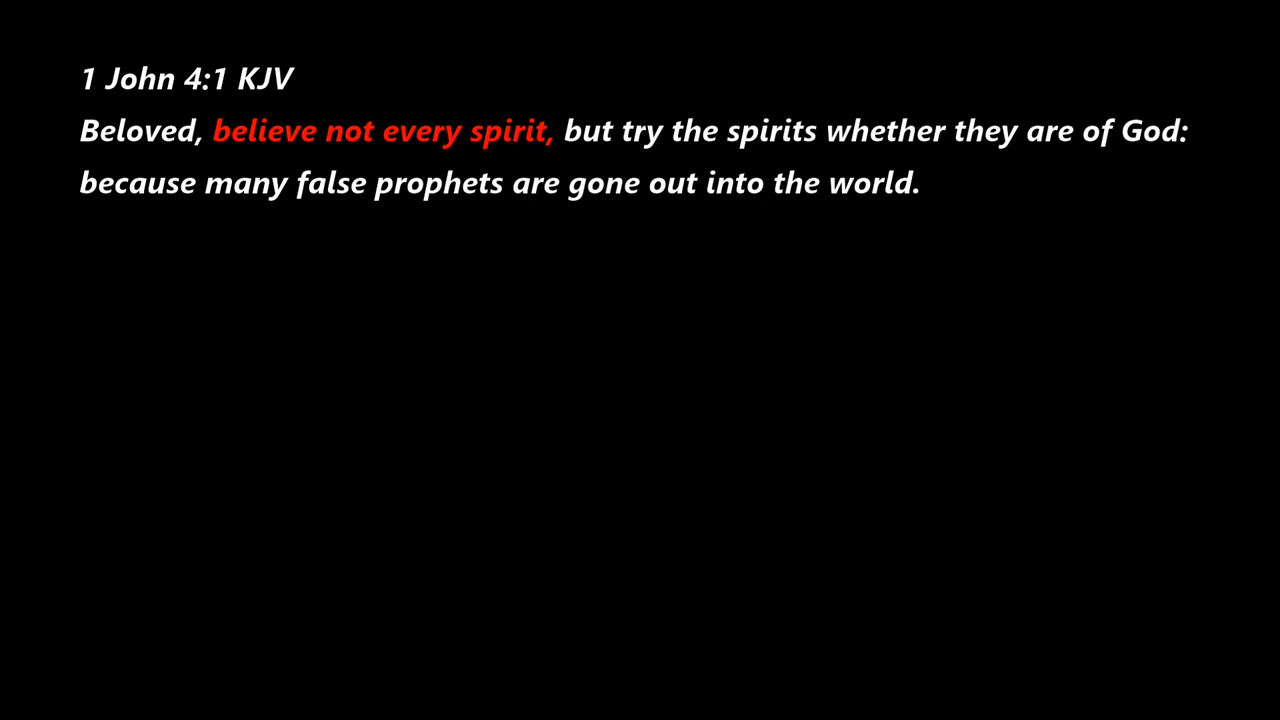 1 John 4:1 KJV
Beloved, believe not every spirit, but try the spirits whether they are of God:
because many false prophets are gone out into the world.